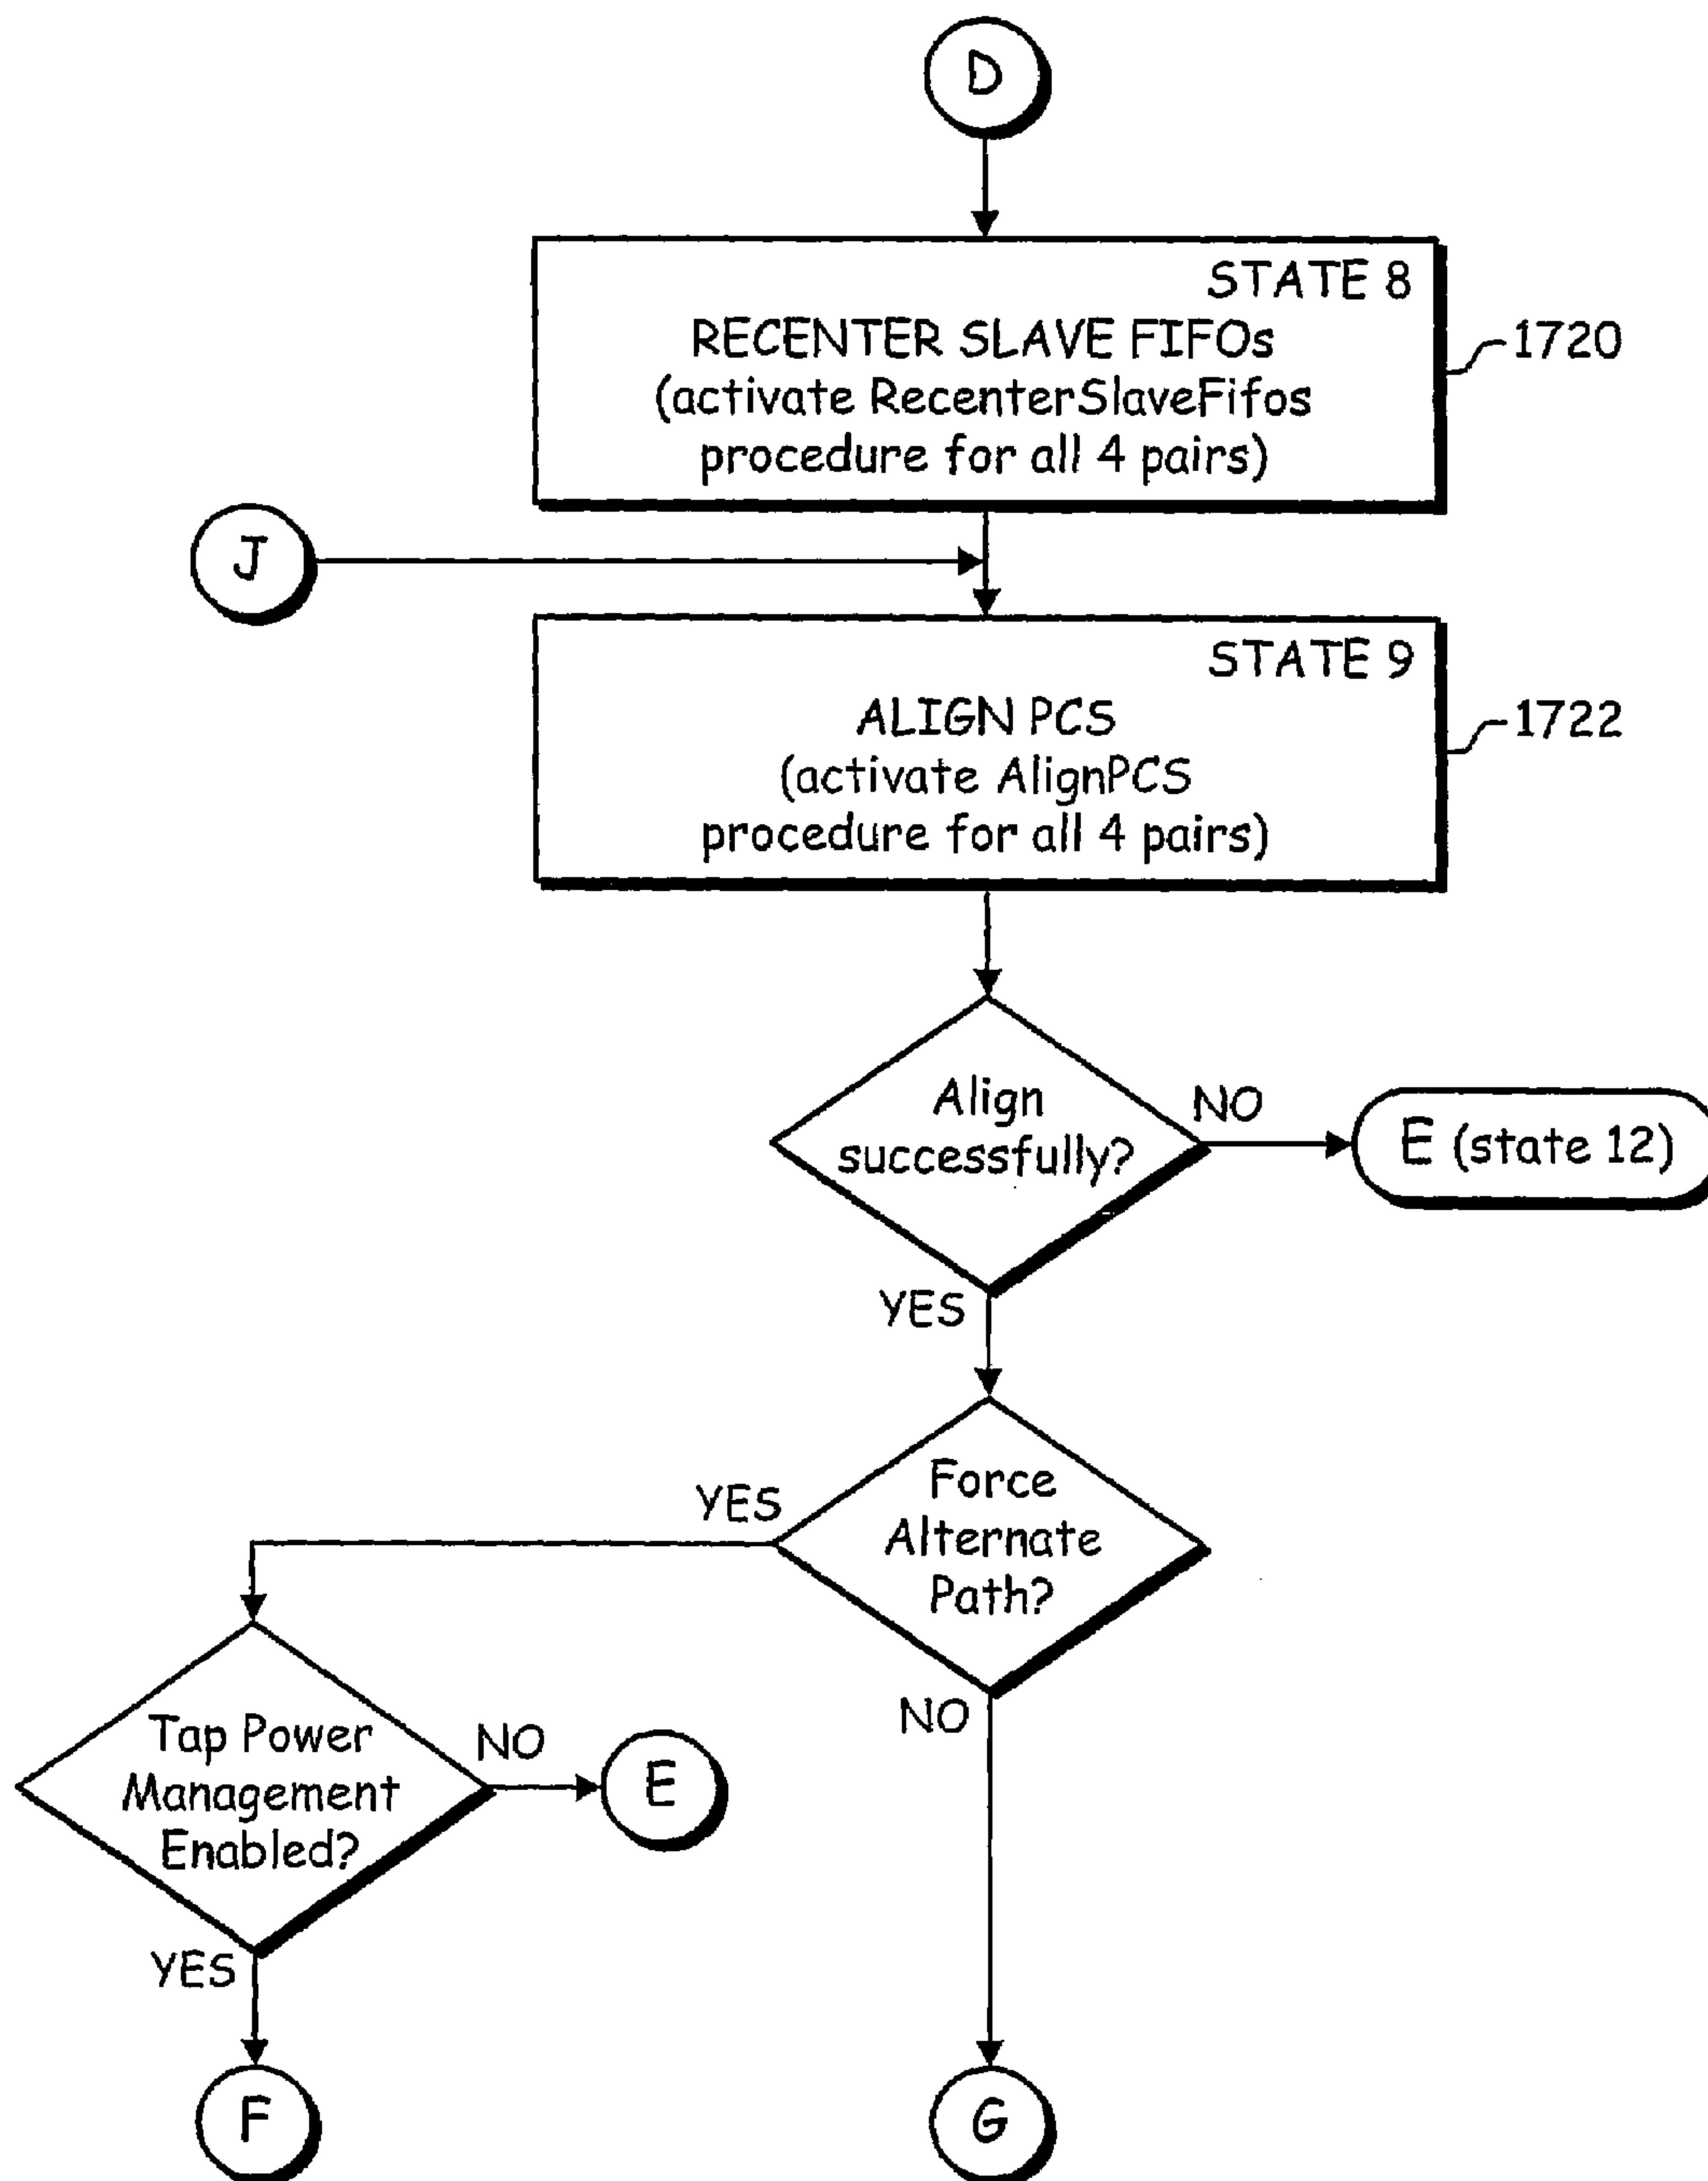 D
STATE 8
RECENTER SLAVE FIFOs
(activate RecenterSlaveFifos
procedure for all 4 pairs)
1720
J
STATE 9
ALIGN PCS
(activate AlignPCS
procedure for all 4 pairs)
1722
Align
successfully?
NO
E (state 12)
YES
Force
Alternate
Path?
YES
NO
Tap Power
Management
Enabled?
NO
E
YES
F
G